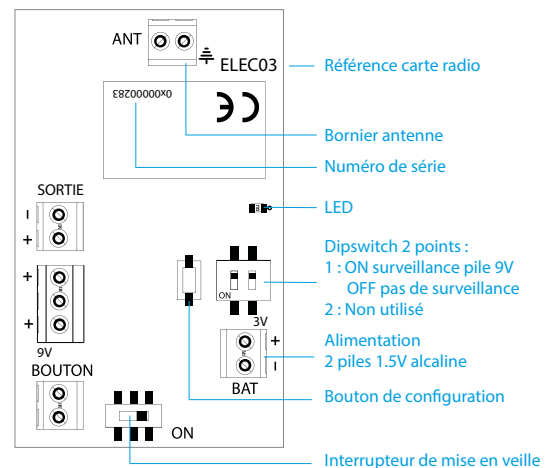 ANT
ELEC03
Référence carte radio
0x00000283
CE
Bornier antenne
Numéro de série
SORTIE
-
+
LED
Dipswitch 2 points :
1 : ON surveillance pile 9V
OFF pas de surveillance
2 : Non utilisé
ON
+
+
9V
3V
+
-
BAT
Alimentation
2 piles 1.5V alcaline
BOUTON
Bouton de configuration
ON
Interrupteur de mise en veille